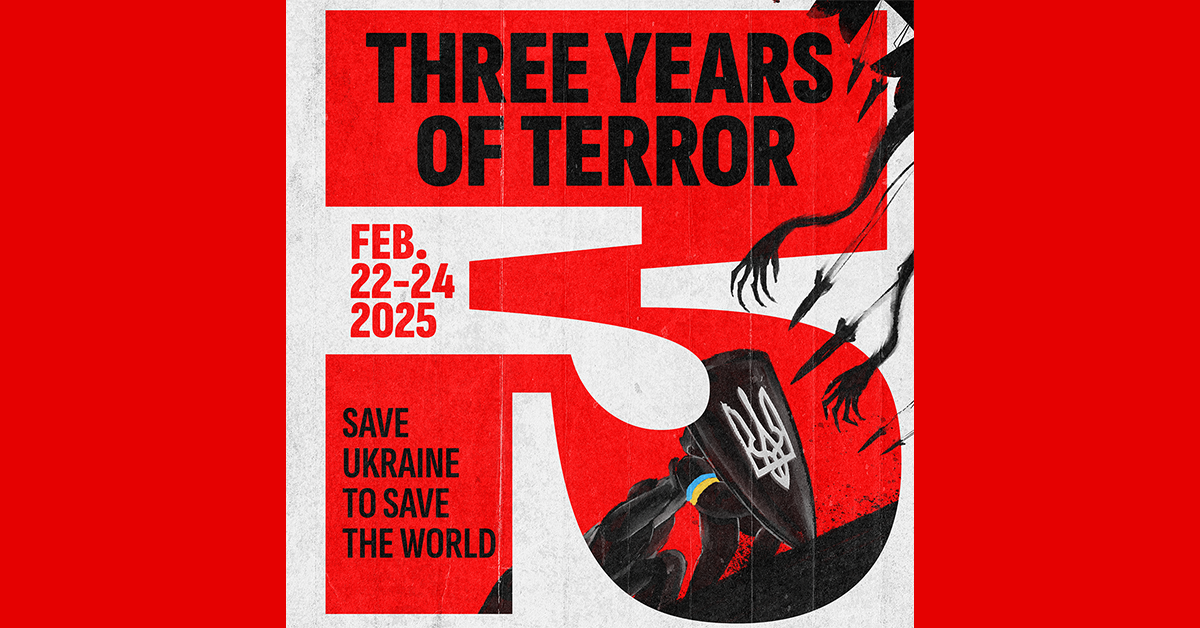 THREE YEARS
OF TERROR
FEB.
22-24
2025
SAVE
UKRAINE
TO SAVE
THE WORLD